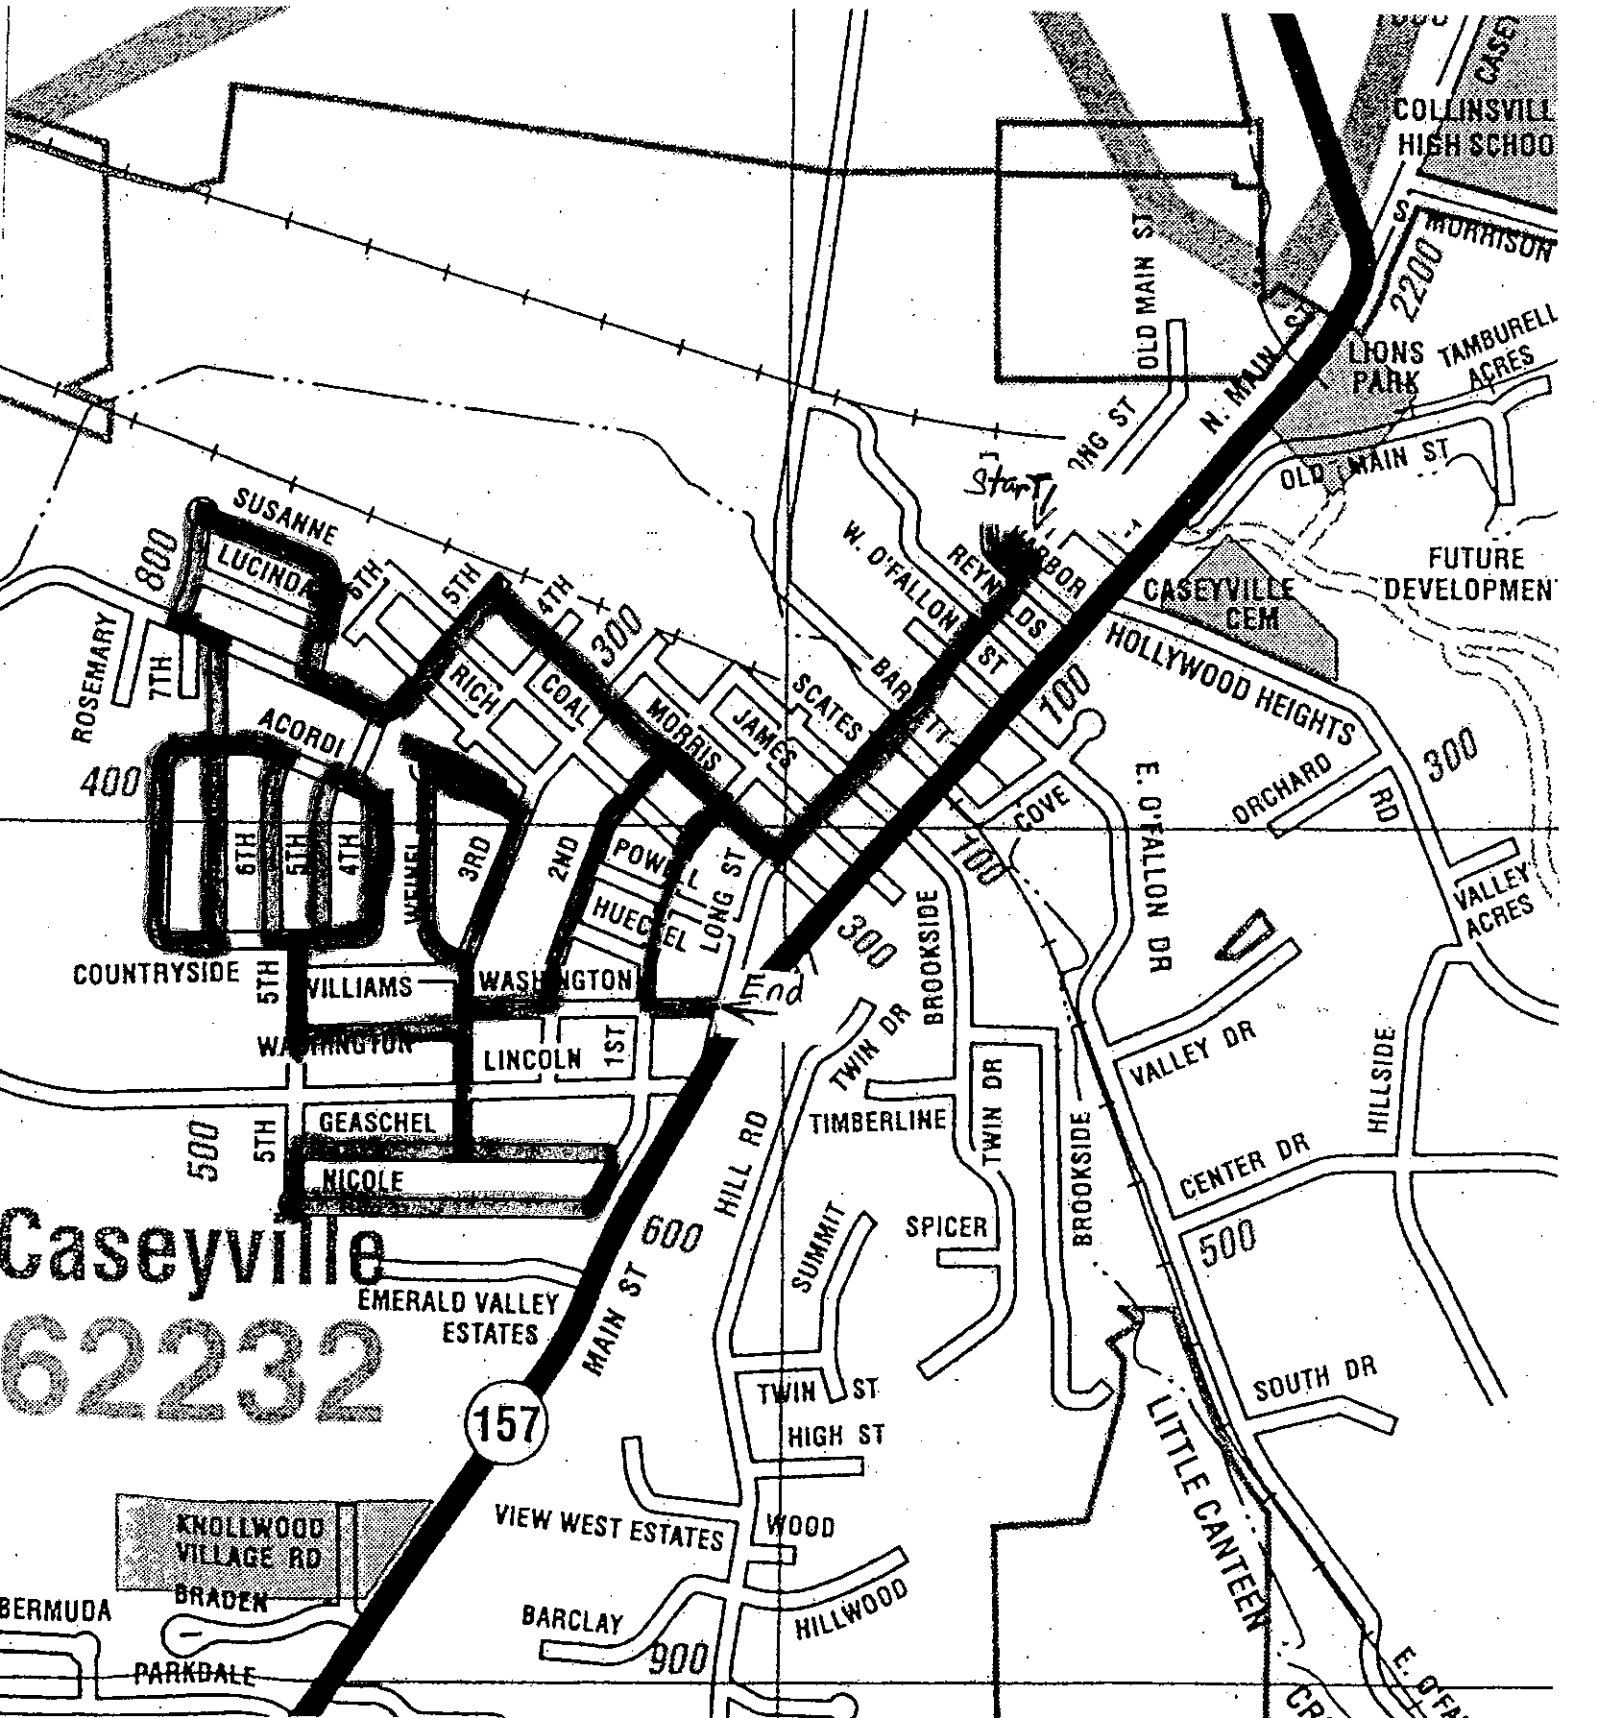 CASEY
COLLINSVILL
HIGH SCHOO
S. MORRISON
2200
OLD MAIN ST
N. MAIN ST
LIONS
PARK
TAMBURELL
ACRES
ONG ST
OLD MAIN ST
Start
SUSANNE
LUCINDA
800
6TH
5TH
4TH
300
W. O'FALLON
ST
REYNOLDS
HARBOR
CASEYVILLE
CEM
FUTURE
DEVELOPMEN
HOLLYWOOD HEIGHTS
RD
100
300
ROSEMARY
7TH
ACORDI
RICH
COAL
MORRIS
JAMES
SCATES
BARNETT
400
6TH
5TH
4TH
WEINEL
3RD
2ND
POWELL
HUECKEL
LONG ST
COVE
100
E. O'FALLON DR
ORCHARD
VALLEY
ACRES
COUNTRYSIDE
5TH
WILLIAMS
WASHINGTON
WASHINGTON
End
300
BROOKSIDE
LINCOLN
1ST
TWIN DR
TIMBERLINE
TWIN DR
VALLEY DR
HILLSIDE
GEASCHEL
5TH
500
NICOLE
HILL RD
BROOKSIDE
CENTER DR
500
Caseyville
62232
600
SUMMIT
SPICER
EMERALD VALLEY
ESTATES
MAIN ST
TWIN ST
HIGH ST
SOUTH DR
157
LITTLE CANTEEN
VIEW WEST ESTATES
WOOD
KNOLLWOOD
VILLAGE RD
BRADEN
BERMUDA
BARCLAY
HILLWOOD
900
PARKDALE
E. O'FA
CR